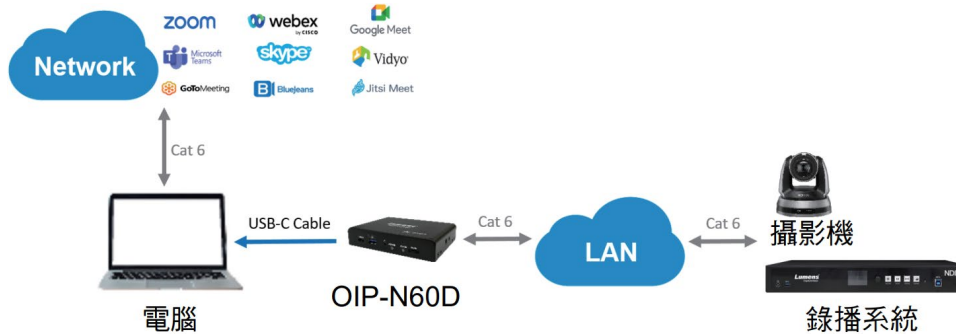 Network
zoom
webex
by CISCO
Google Meet
Microsoft
Teams
skype
Vidyo
GoToMeeting
B
Bluejeans
Jitsi Meet
Cat 6
USB-C Cable
Cat 6
LAN
Cat 6
攝影機
Lumens
NDI
電腦
OIP-N60D
錄播系統